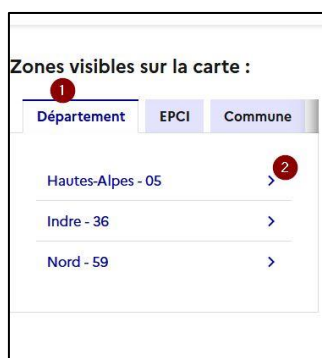 Zones visibles sur la carte :
1
Département EPCI Commune
2
Hautes-Alpes - 05
Indre - 36
Nord - 59